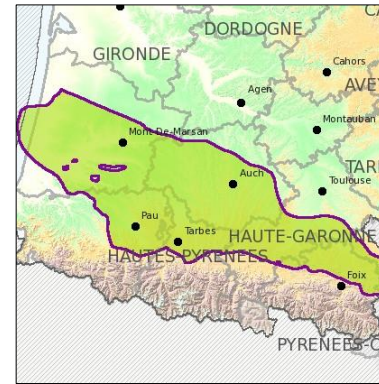 CA
DORDOGNE
GIRONDE
Cahors
AVE
Agen
Montauban
Mont-De-Marsan
TAR
Auch
Toulouse
Pau
Tarbes
HAUTE-GARONNE
HAUTES-PYRENEES
Foix
PYRENEES-O